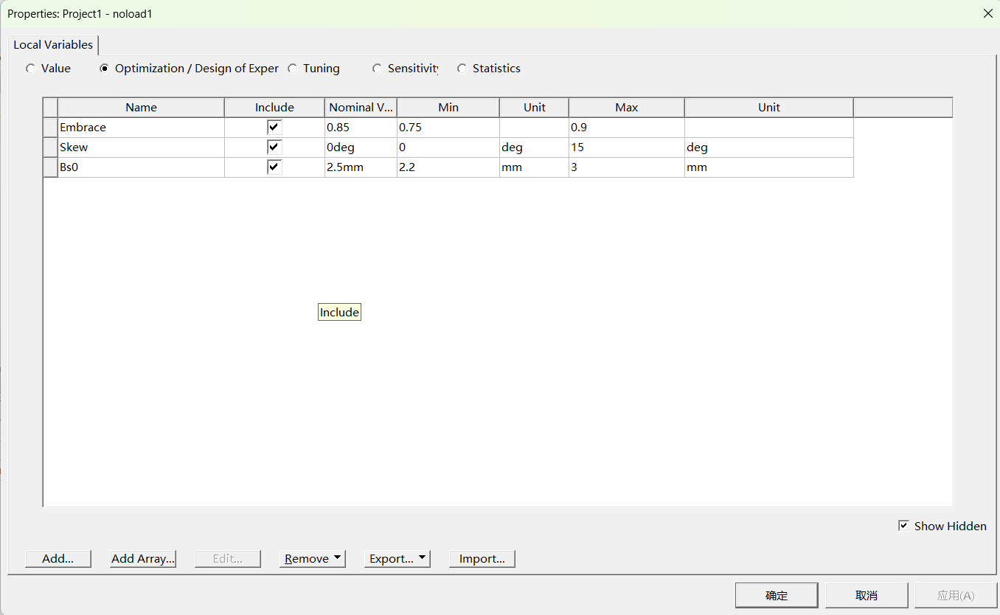 Properties: Project1 - noload1
Local Variables
Value Optimization / Design of Exper Tuning Sensitivity Statistics
Name Include Nominal V... Min Unit Max Unit
Embrace 0.85 0.75 0.9
Skew 0deg 0 deg 15 deg
Bs0 2.5mm 2.2 mm 3 mm
Include
Show Hidden
Add... Add Array... Edit... Remove Export... Import...
确定 取消 应用(A)